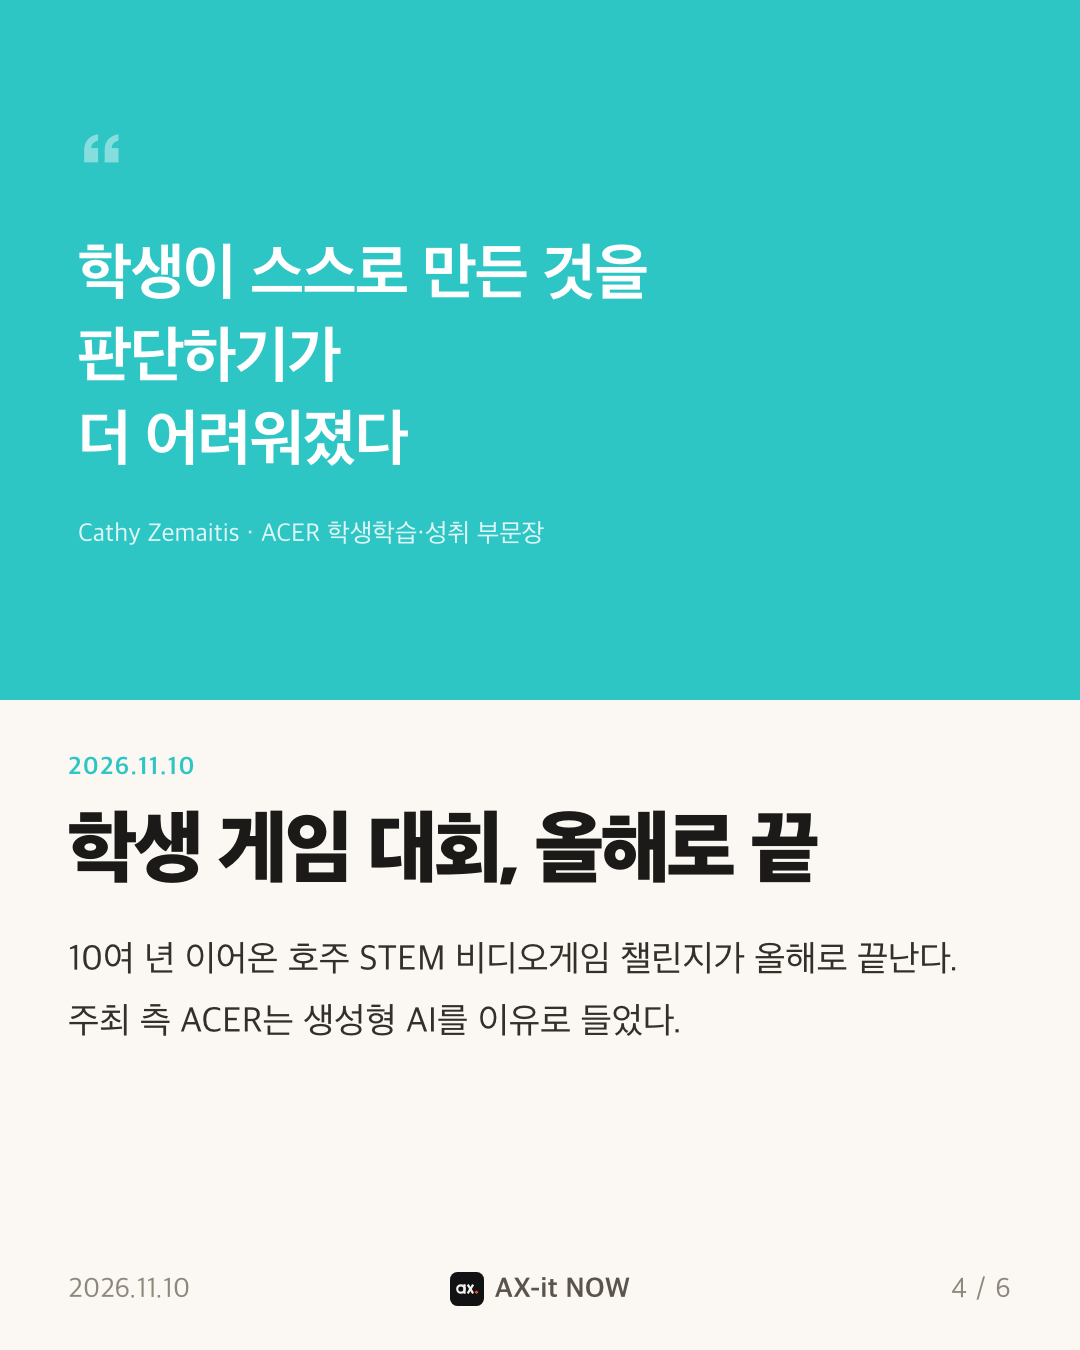 “
학생이 스스로 만든 것을
판단하기가
더 어려워졌다
Cathy Zemaitis · ACER 학생학습·성취 부문장
2026.11.10
학생 게임 대회, 올해로 끝
10여 년 이어온 호주 STEM 비디오게임 챌린지가 올해로 끝난다.
주최 측 ACER는 생성형 AI를 이유로 들었다.
2026.11.10
ax. AX-it NOW
4 / 6